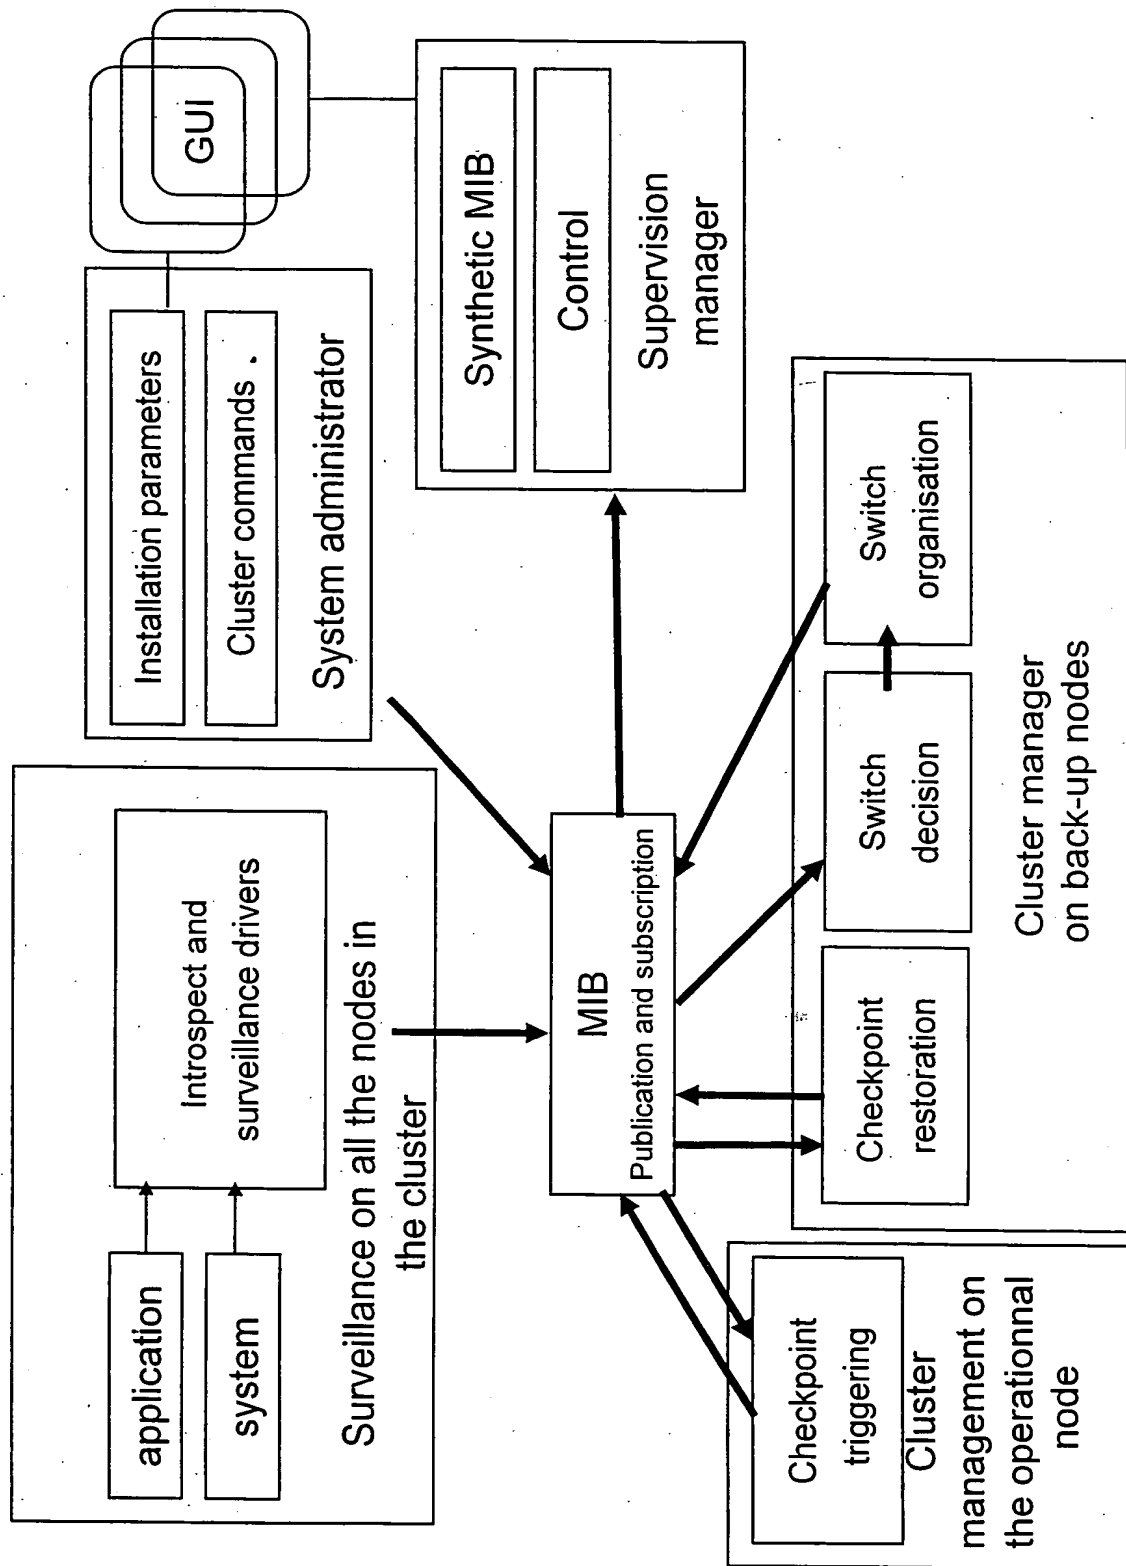 application
system
Introspect and
surveillance drivers
Surveillance on all the nodes in
the cluster
Installation parameters
Cluster commands
System administrator
GUI
MIB
Publication and subscription
Synthetic MIB
Control
Supervision
manager
Checkpoint
triggering
Cluster
management on
the operationnal
node
Checkpoint
restoration
Switch
decision
Switch
organisation
Cluster manager
on back-up nodes